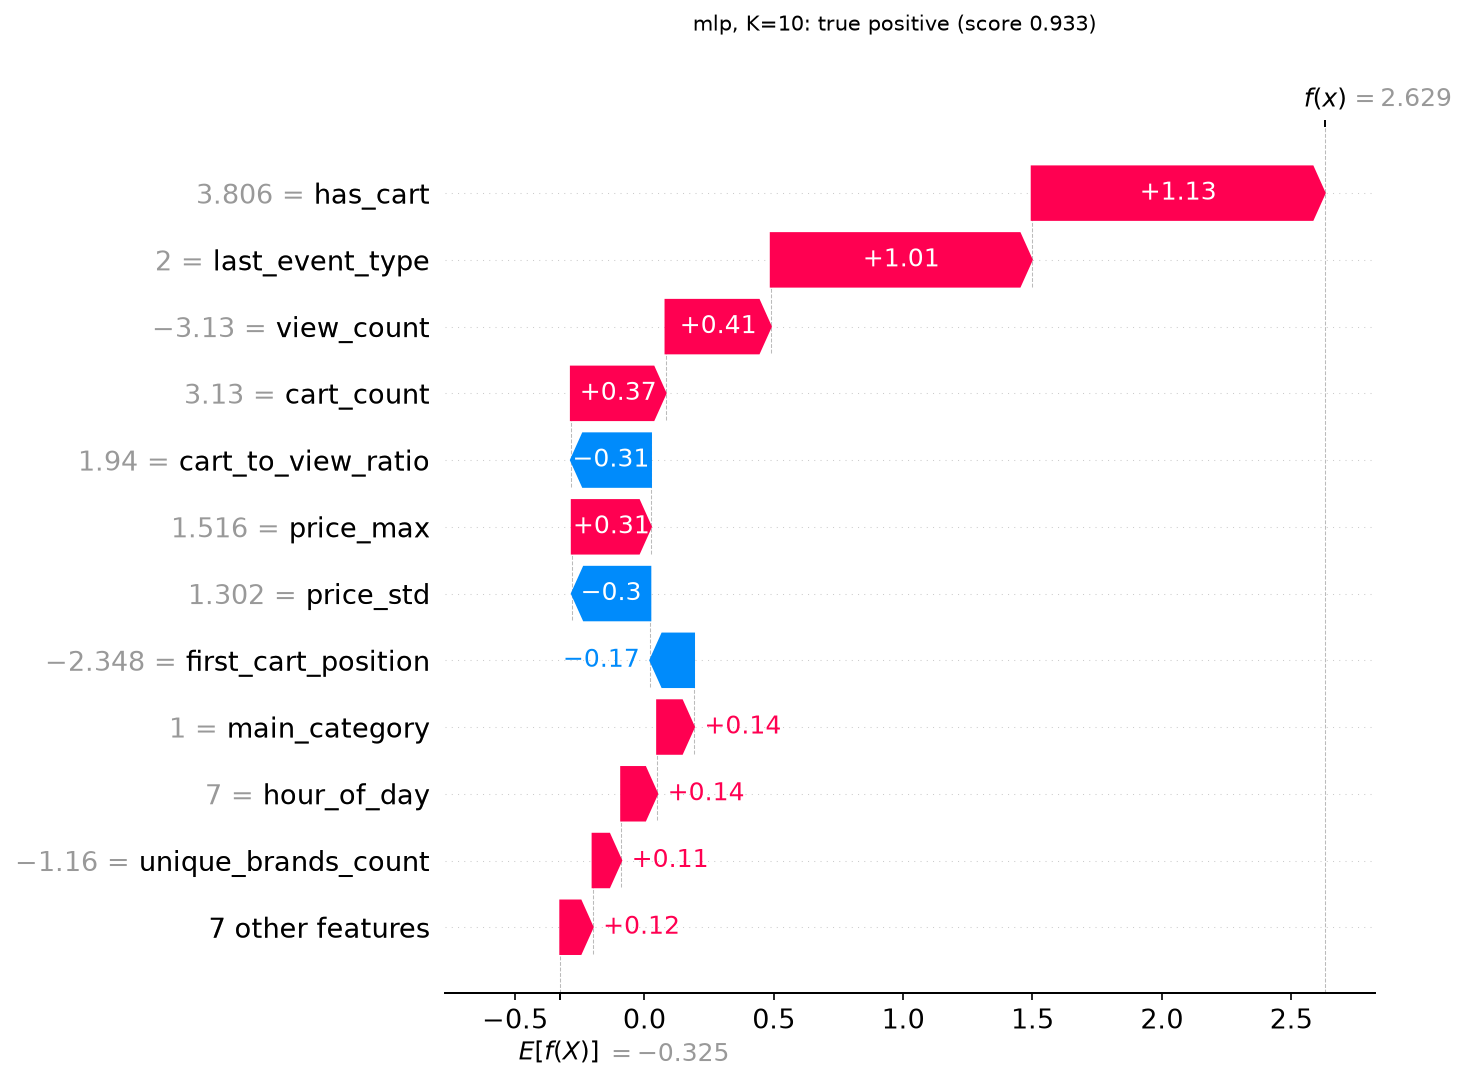 mlp, K=10: true positive (score 0.933)
f(x) = 2.629
3.806 = has_cart +1.13
2 = last_event_type +1.01
−3.13 = view_count +0.41
3.13 = cart_count +0.37
1.94 = cart_to_view_ratio −0.31
1.516 = price_max +0.31
1.302 = price_std −0.3
−2.348 = first_cart_position −0.17
1 = main_category +0.14
7 = hour_of_day +0.14
−1.16 = unique_brands_count +0.11
7 other features +0.12
−0.5 0.0 0.5 1.0 1.5 2.0 2.5
E[f(X)] = −0.325